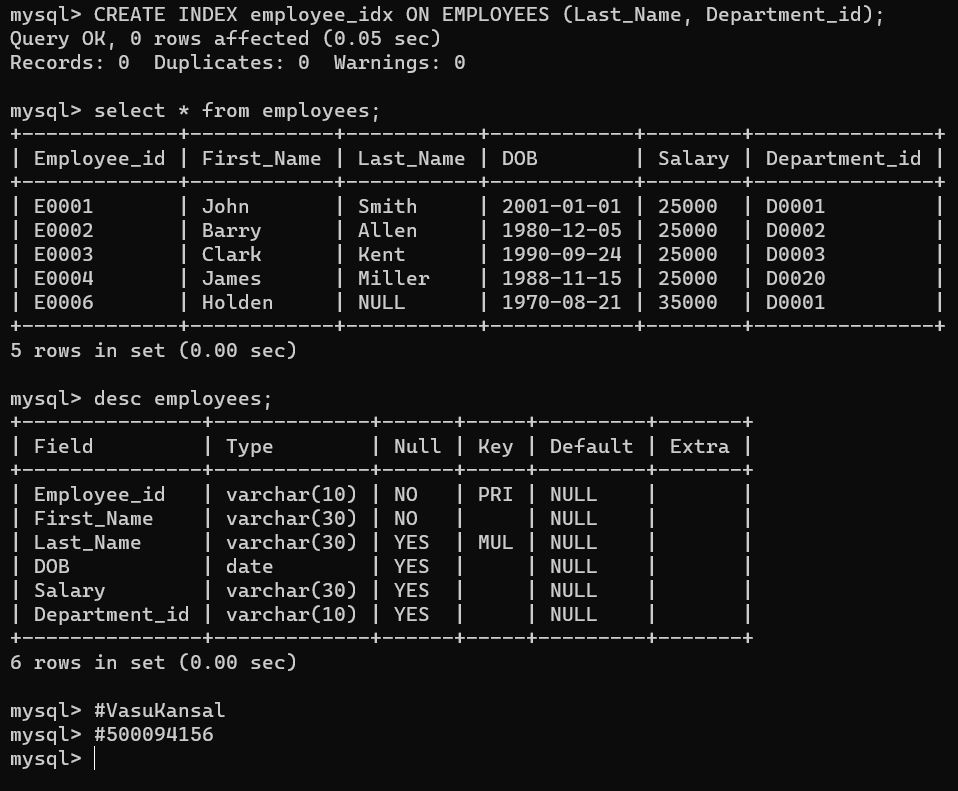 mysql> CREATE INDEX employee_idx ON EMPLOYEES (Last_Name, Department_id);
Query OK, 0 rows affected (0.05 sec)
Records: 0  Duplicates: 0  Warnings: 0

mysql> select * from employees;
+-------------+------------+-----------+------------+--------+---------------+
| Employee_id | First_Name | Last_Name | DOB        | Salary | Department_id |
+-------------+------------+-----------+------------+--------+---------------+
| E0001       | John       | Smith     | 2001-01-01 | 25000  | D0001         |
| E0002       | Barry      | Allen     | 1980-12-05 | 25000  | D0002         |
| E0003       | Clark      | Kent      | 1990-09-24 | 25000  | D0003         |
| E0004       | James      | Miller    | 1988-11-15 | 25000  | D0020         |
| E0006       | Holden     | NULL      | 1970-08-21 | 35000  | D0001         |
+-------------+------------+-----------+------------+--------+---------------+
5 rows in set (0.00 sec)

mysql> desc employees;
+---------------+-------------+------+-----+---------+-------+
| Field         | Type        | Null | Key | Default | Extra |
+---------------+-------------+------+-----+---------+-------+
| Employee_id   | varchar(10) | NO   | PRI | NULL    |       |
| First_Name    | varchar(30) | NO   |     | NULL    |       |
| Last_Name     | varchar(30) | YES  | MUL | NULL    |       |
| DOB           | date        | YES  |     | NULL    |       |
| Salary        | varchar(30) | YES  |     | NULL    |       |
| Department_id | varchar(10) | YES  |     | NULL    |       |
+---------------+-------------+------+-----+---------+-------+
6 rows in set (0.00 sec)

mysql> #VasuKansal
mysql> #500094156
mysql>